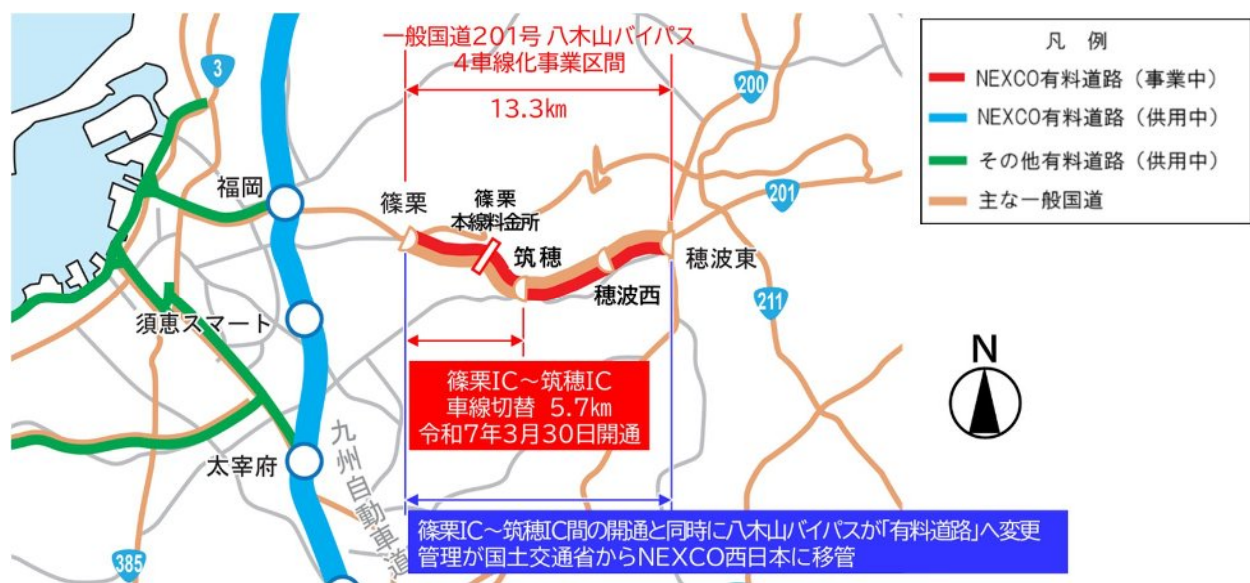 一般国道201号 八木山バイパス
4車線化事業区間
13.3㎞
3
200
201
211
385
福岡
篠栗
篠栗
本線料金所
筑穂
穂波西
穂波東
須恵スマート
太宰府
九州自動車道
篠栗IC～筑穂IC
車線切替 5.7㎞
令和7年3月30日開通
篠栗IC～筑穂IC間の開通と同時に八木山バイパスが「有料道路」へ変更
管理が国土交通省からNEXCO西日本に移管
凡 例
NEXCO有料道路（事業中）
NEXCO有料道路（供用中）
その他有料道路（供用中）
主な一般国道
N